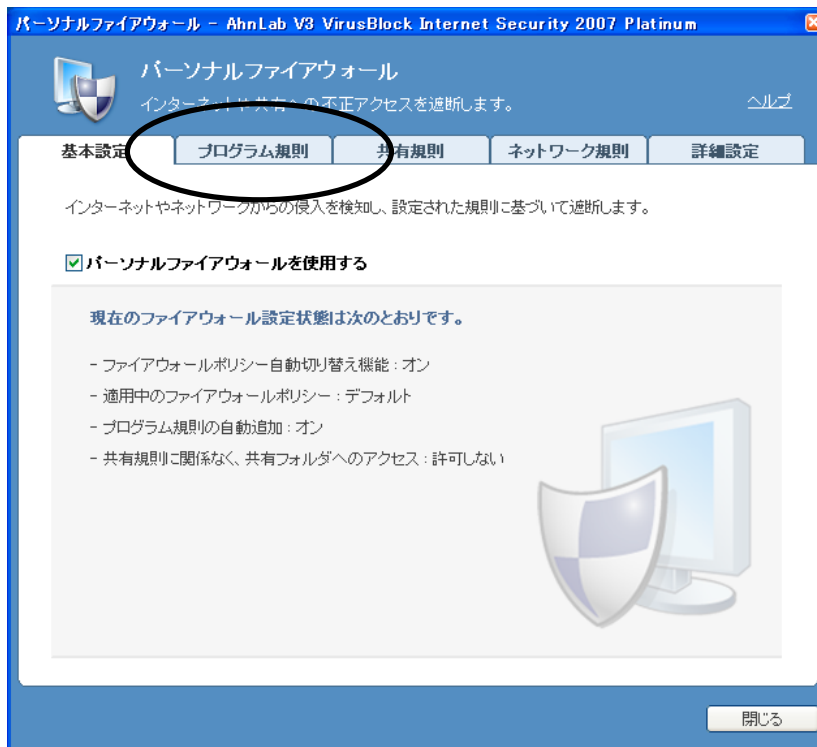 パーソナルファイアウォール - AhnLab V3 VirusBlock Internet Security 2007 Platinum
パーソナルファイアウォール
インターネットや共有への不正アクセスを遮断します。
ヘルプ
基本設定 プログラム規則 共有規則 ネットワーク規則 詳細設定
インターネットやネットワークからの侵入を検知し、設定された規則に基づいて遮断します。
パーソナルファイアウォールを使用する
現在のファイアウォール設定状態は次のとおりです。
- ファイアウォールポリシー自動切り替え機能 : オン
- 適用中のファイアウォールポリシー : デフォルト
- プログラム規則の自動追加 : オン
- 共有規則に関係なく、共有フォルダへのアクセス : 許可しない
閉じる